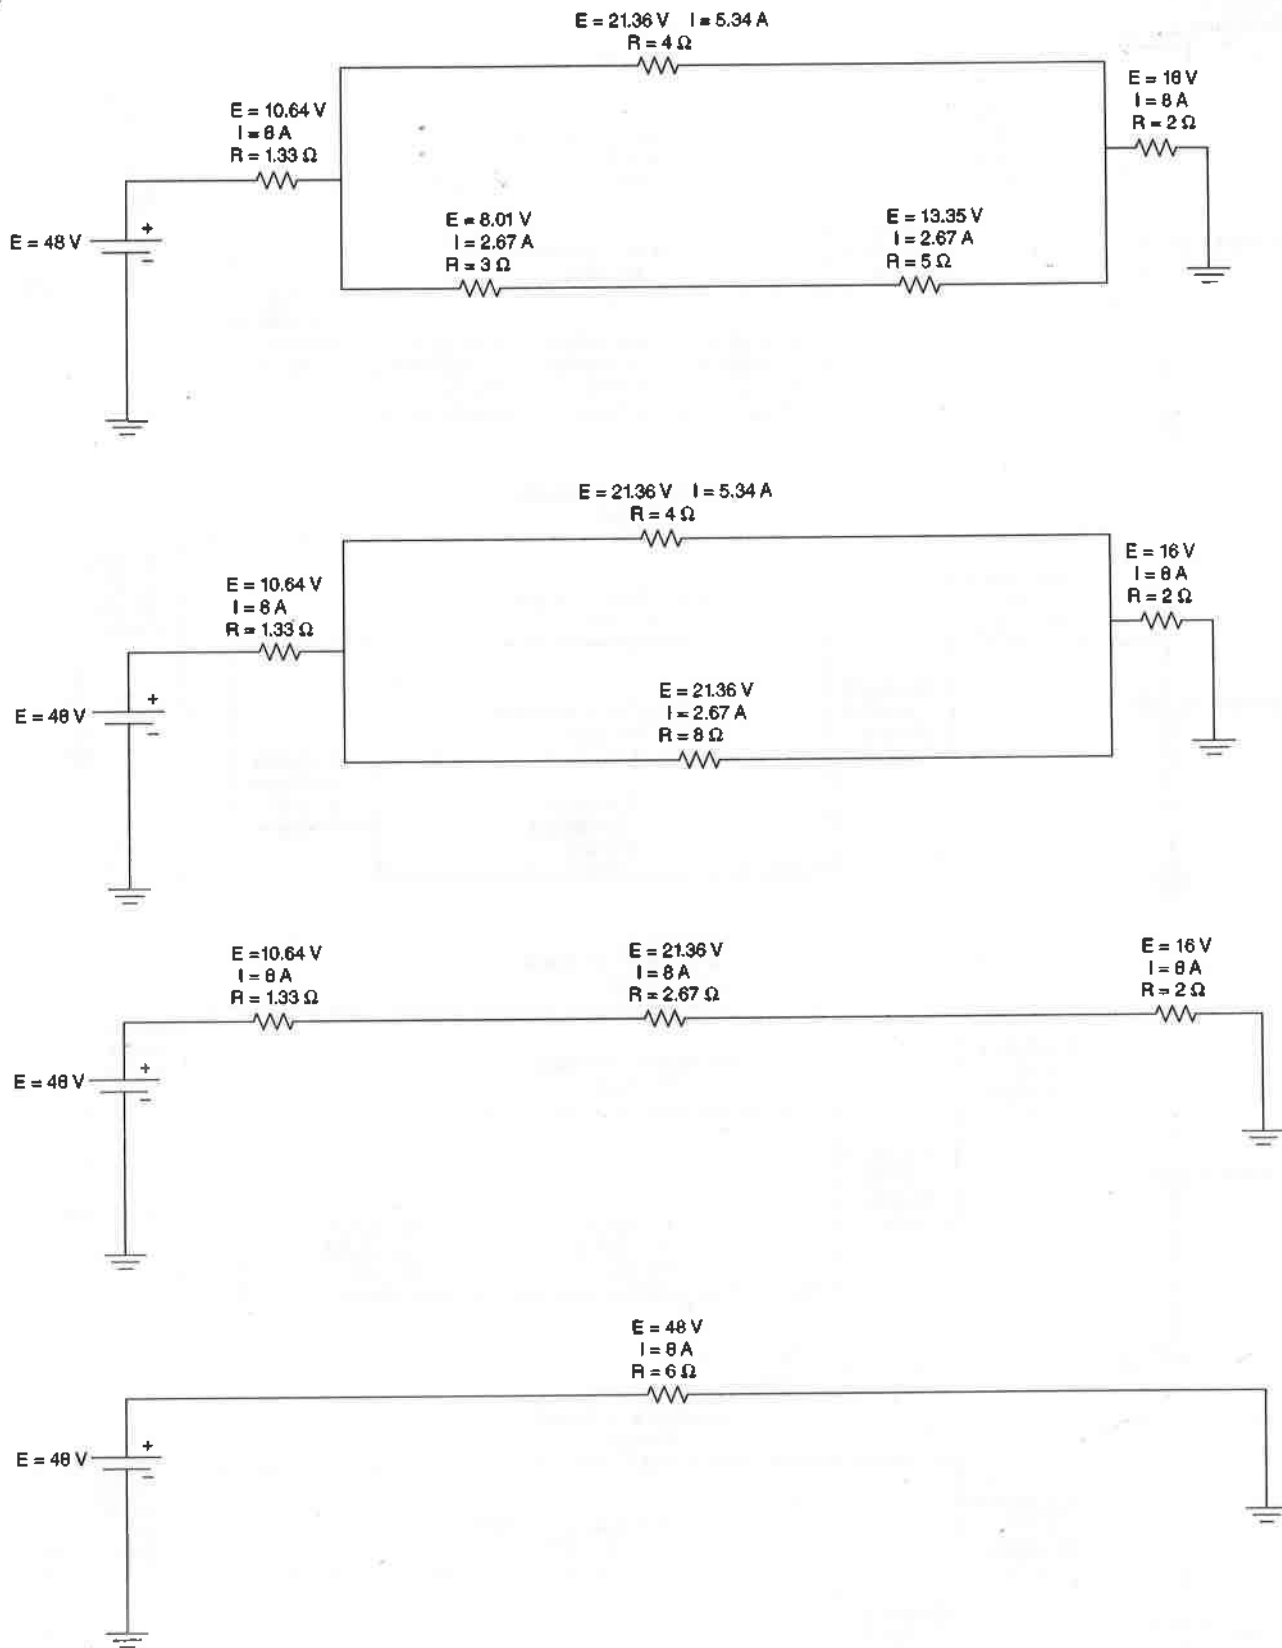 E = 21.36 V I = 5.34 A
R = 4 Ω
E = 16 V
I = 8 A
R = 2 Ω
E = 10.64 V
I = 8 A
R = 1.33 Ω
E = 8.01 V
I = 2.67 A
R = 3 Ω
E = 13.35 V
I = 2.67 A
R = 5 Ω
+
E = 48 V
-
E = 21.36 V I = 5.34 A
R = 4 Ω
E = 16 V
I = 8 A
R = 2 Ω
E = 10.64 V
I = 8 A
R = 1.33 Ω
E = 21.36 V
I = 2.67 A
R = 8 Ω
+
E = 48 V
-
E = 10.64 V
I = 8 A
R = 1.33 Ω
E = 21.36 V
I = 8 A
R = 2.67 Ω
E = 16 V
I = 8 A
R = 2 Ω
+
E = 48 V
-
E = 48 V
I = 8 A
R = 6 Ω
+
E = 48 V
-